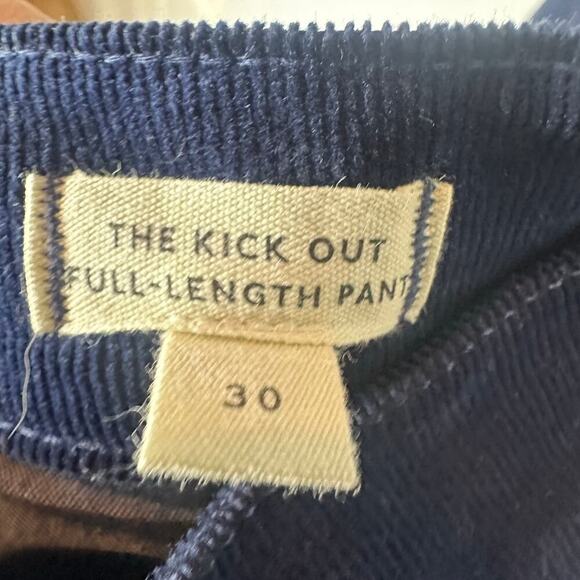 THE KICK OUT
FULL-LENGTH PANT
30